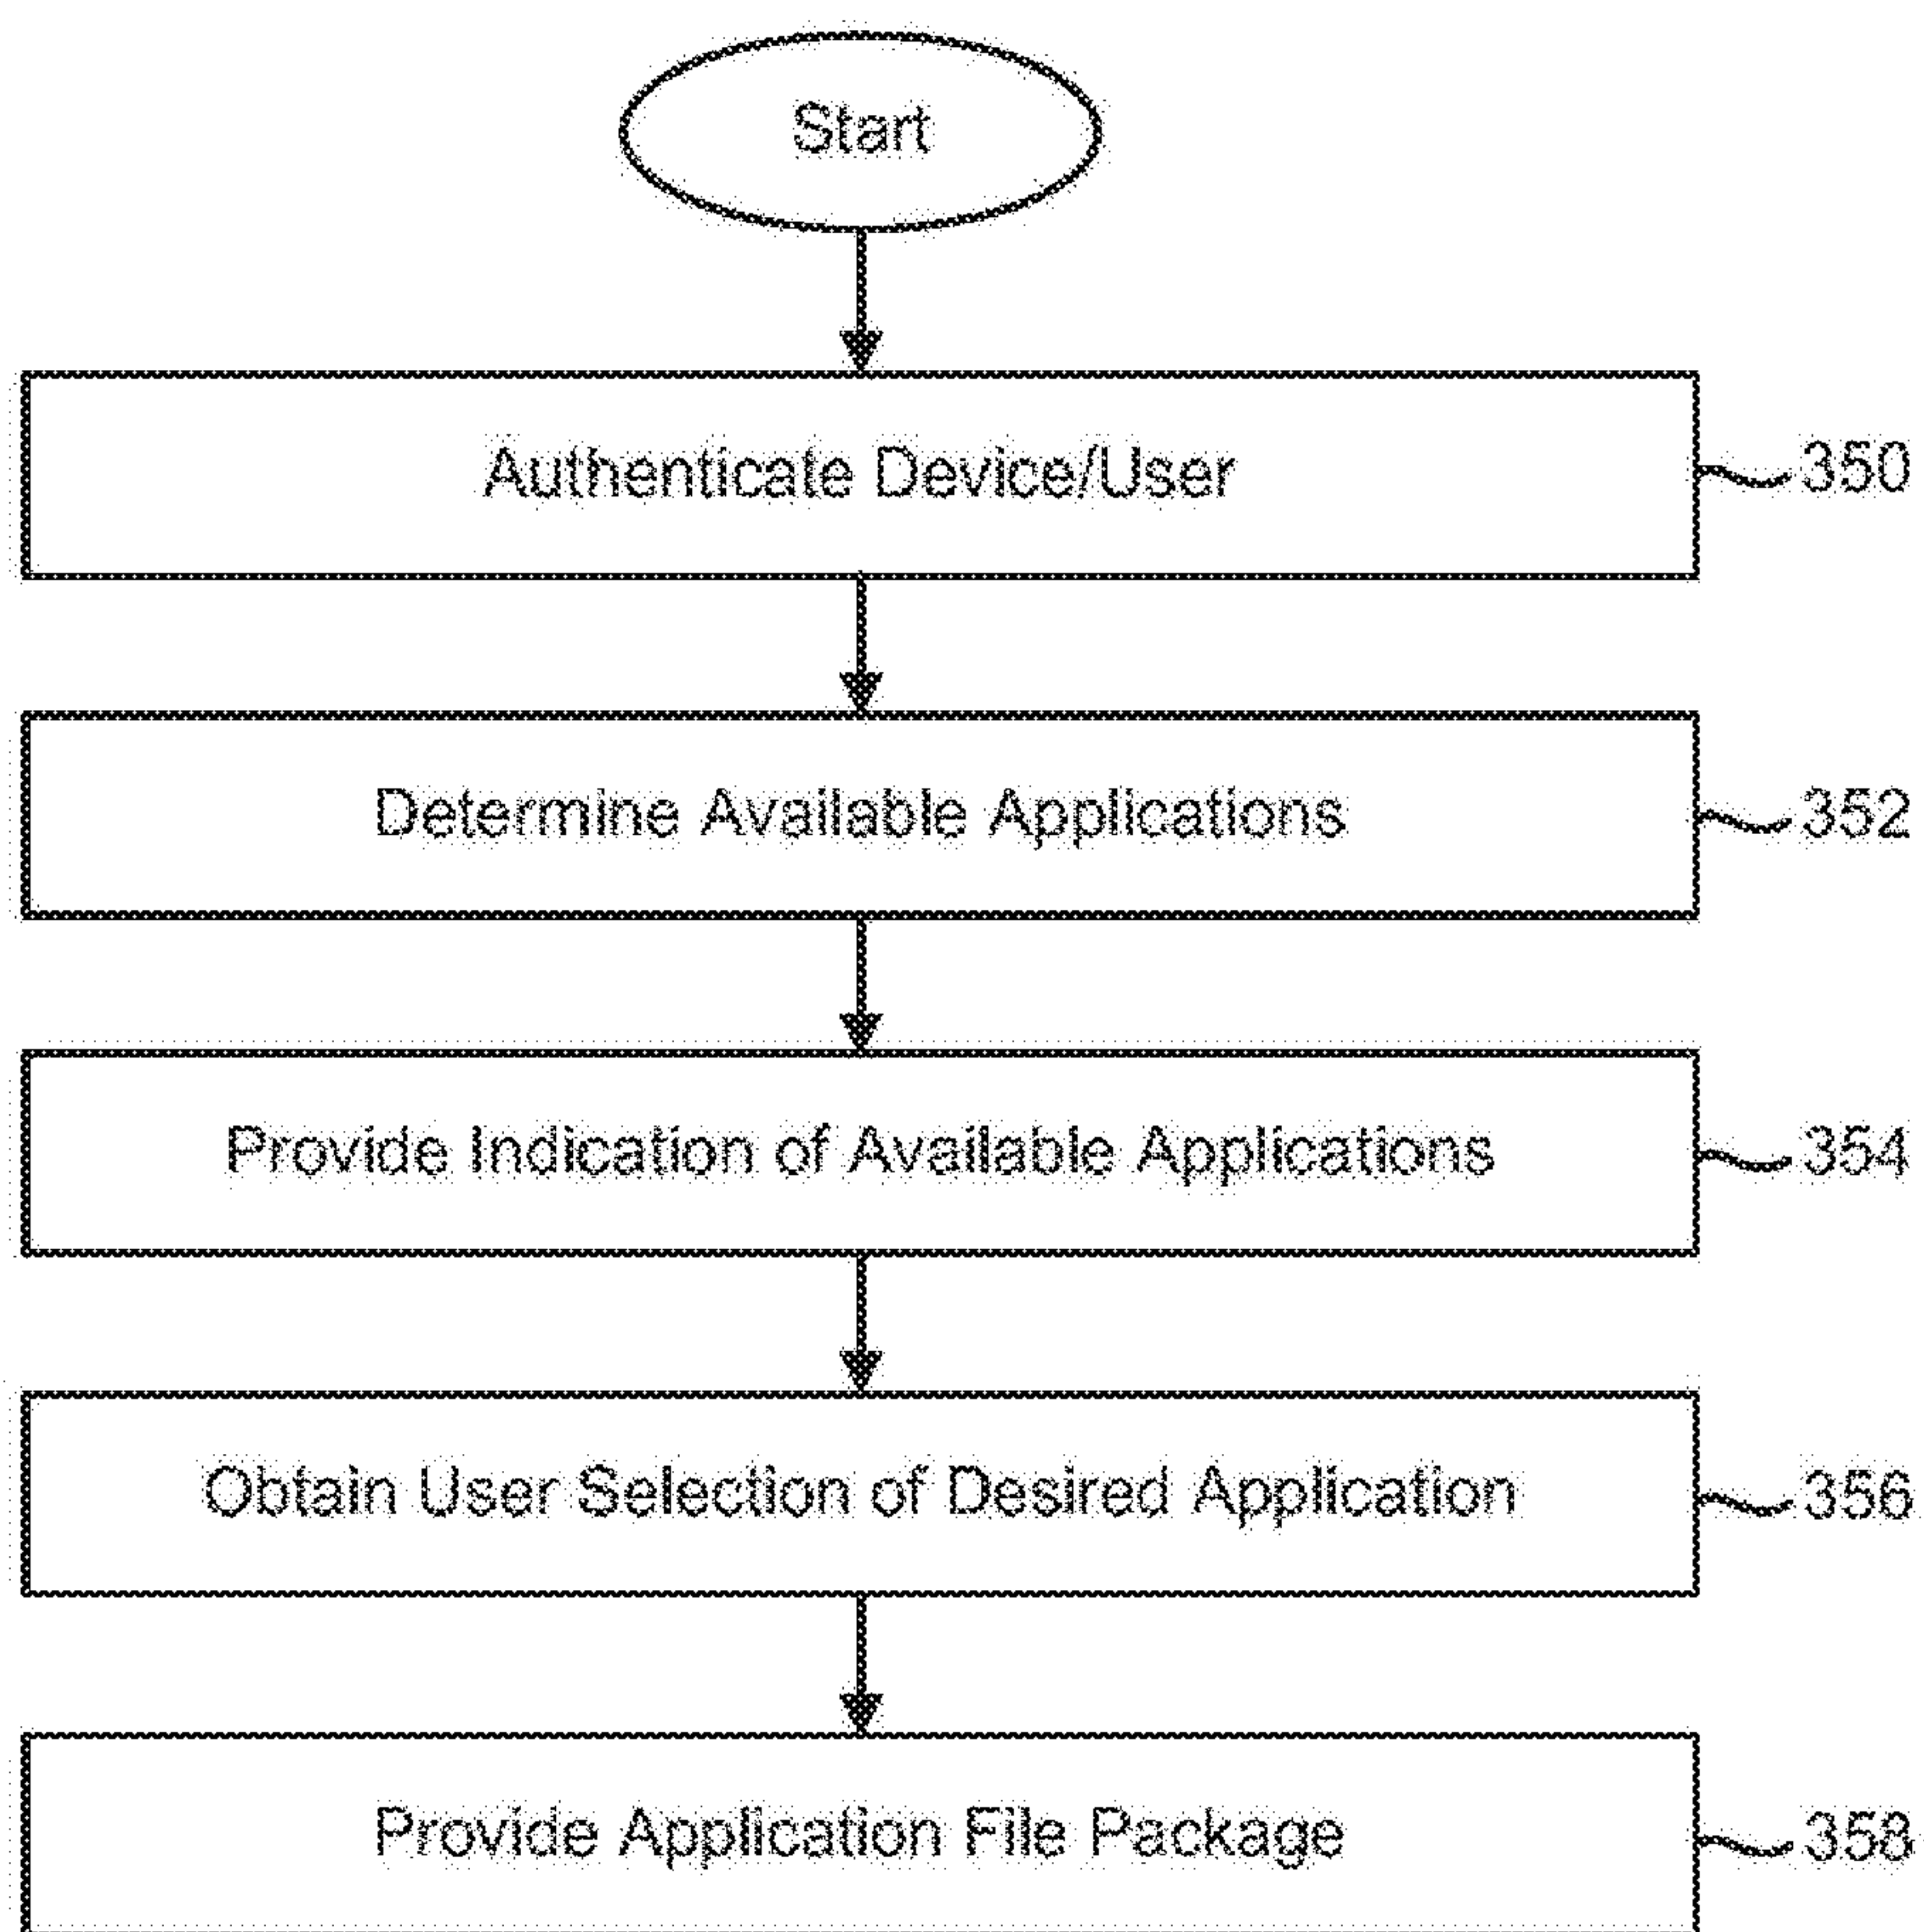 Start
Authenticate Device/User
350
Determine Available Applications
352
Provide Indication of Available Applications
354
Obtain User Selection of Desired Application
356
Provide Application File Package
358